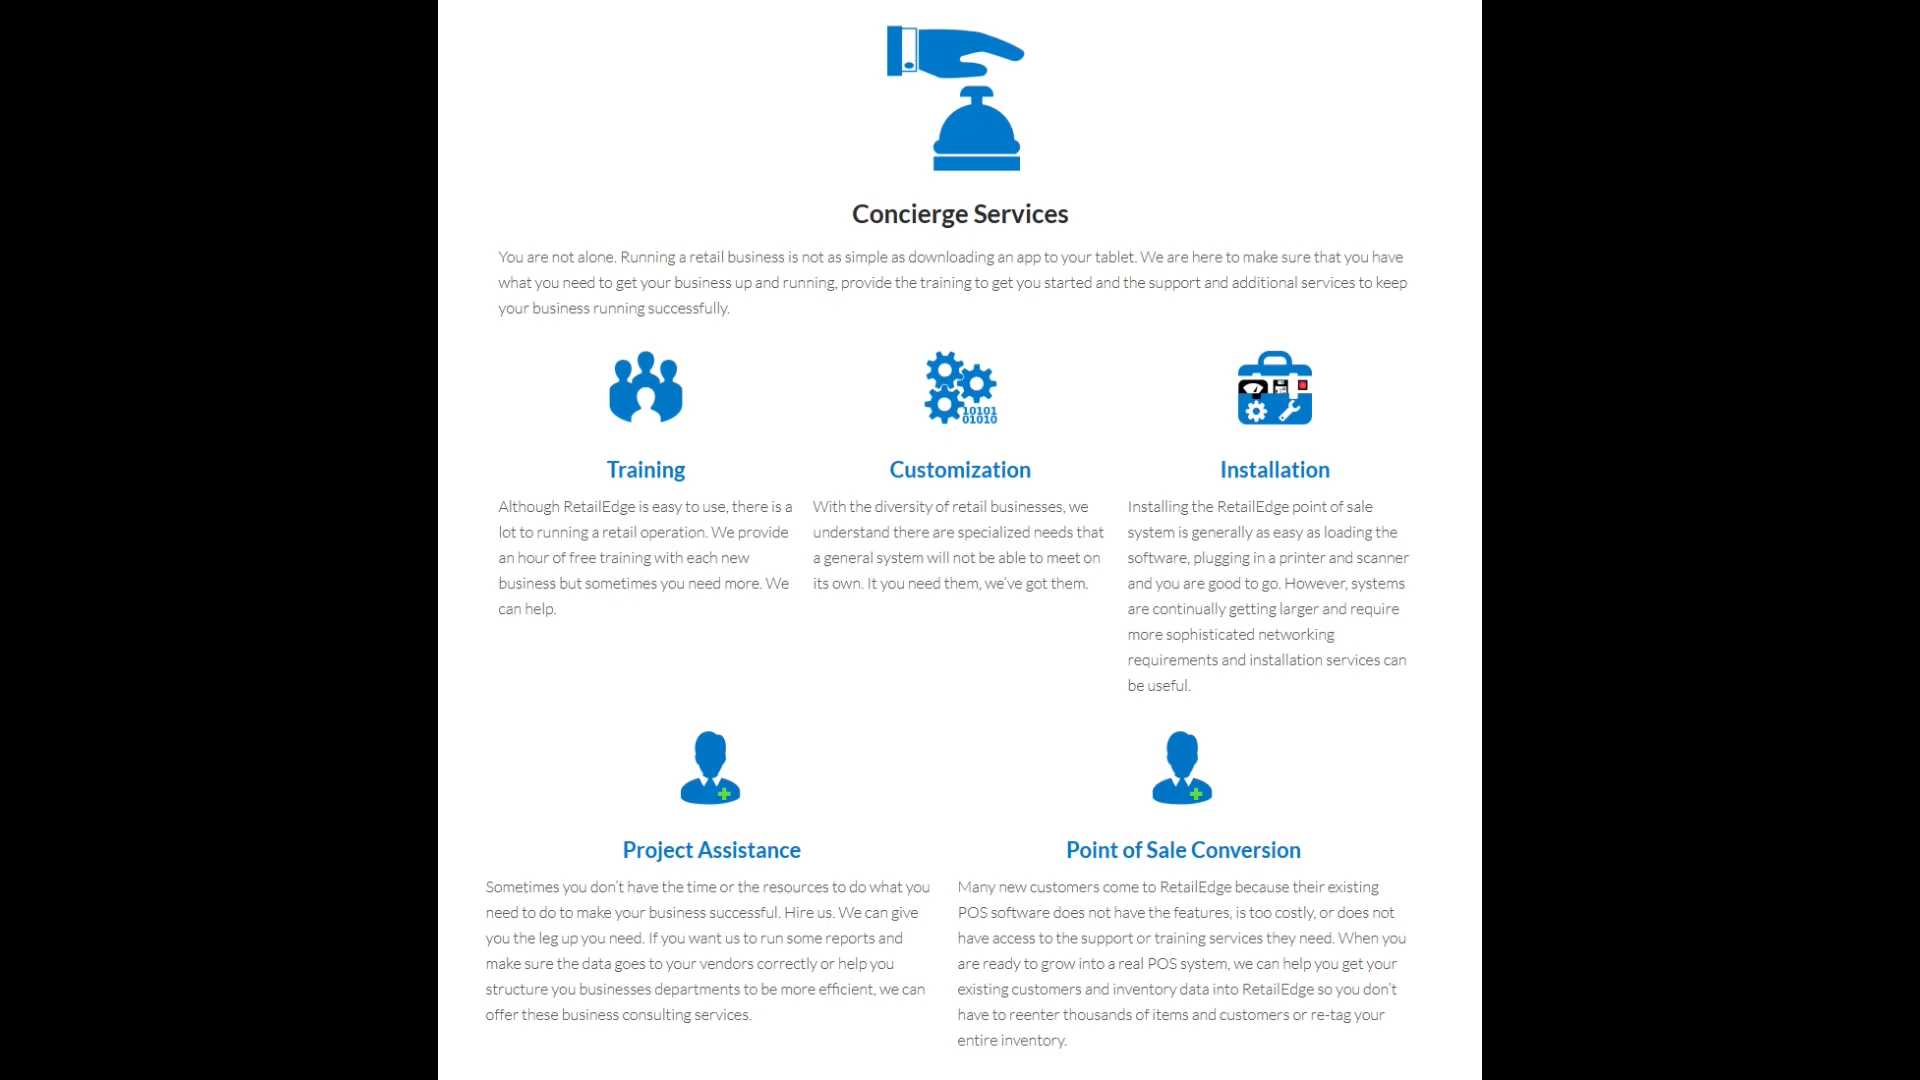 Concierge Services
You are not alone. Running a retail business is not as simple as downloading an app to your tablet. We are here to make sure that you have
what you need to get your business up and running, provide the training to get you started and the support and additional services to keep
your business running successfully.
10101
01010
Training
Although RetailEdge is easy to use, there is a
lot to running a retail operation. We provide
an hour of free training with each new
business but sometimes you need more. We
can help.
Customization
With the diversity of retail businesses, we
understand there are specialized needs that
a general system will not be able to meet on
its own. It you need them, we've got them.
Installation
Installing the RetailEdge point of sale
system is generally as easy as loading the
software, plugging in a printer and scanner
and you are good to go. However, systems
are continually getting larger and require
more sophisticated networking
requirements and installation services can
be useful.
Project Assistance
Sometimes you don't have the time or the resources to do what you
need to do to make your business successful. Hire us. We can give
you the leg up you need. If you want us to run some reports and
make sure the data goes to your vendors correctly or help you
structure you businesses departments to be more efficient, we can
offer these business consulting services.
Point of Sale Conversion
Many new customers come to RetailEdge because their existing
POS software does not have the features, is too costly, or does not
have access to the support or training services they need. When you
are ready to grow into a real POS system, we can help you get your
existing customers and inventory data into RetailEdge so you don't
have to reenter thousands of items and customers or re-tag your
entire inventory.